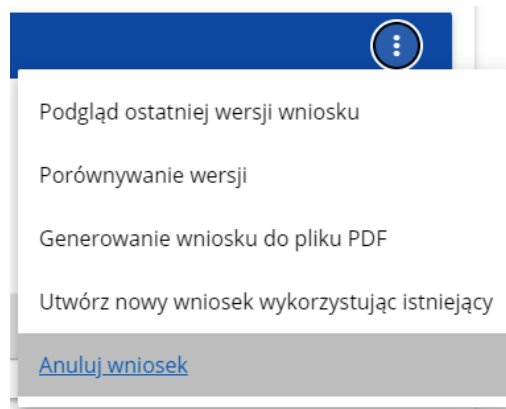 Podgląd ostatniej wersji wniosku
Porównywanie wersji
Generowanie wniosku do pliku PDF
Utwórz nowy wniosek wykorzystując istniejący
Anuluj wniosek